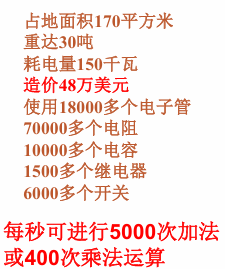 占地面积170平方米
重达30吨
耗电量150千瓦
造价48万美元
使用18000多个电子管
70000多个电阻
10000多个电容
1500多个继电器
6000多个开关
每秒可进行5000次加法
或400次乘法运算